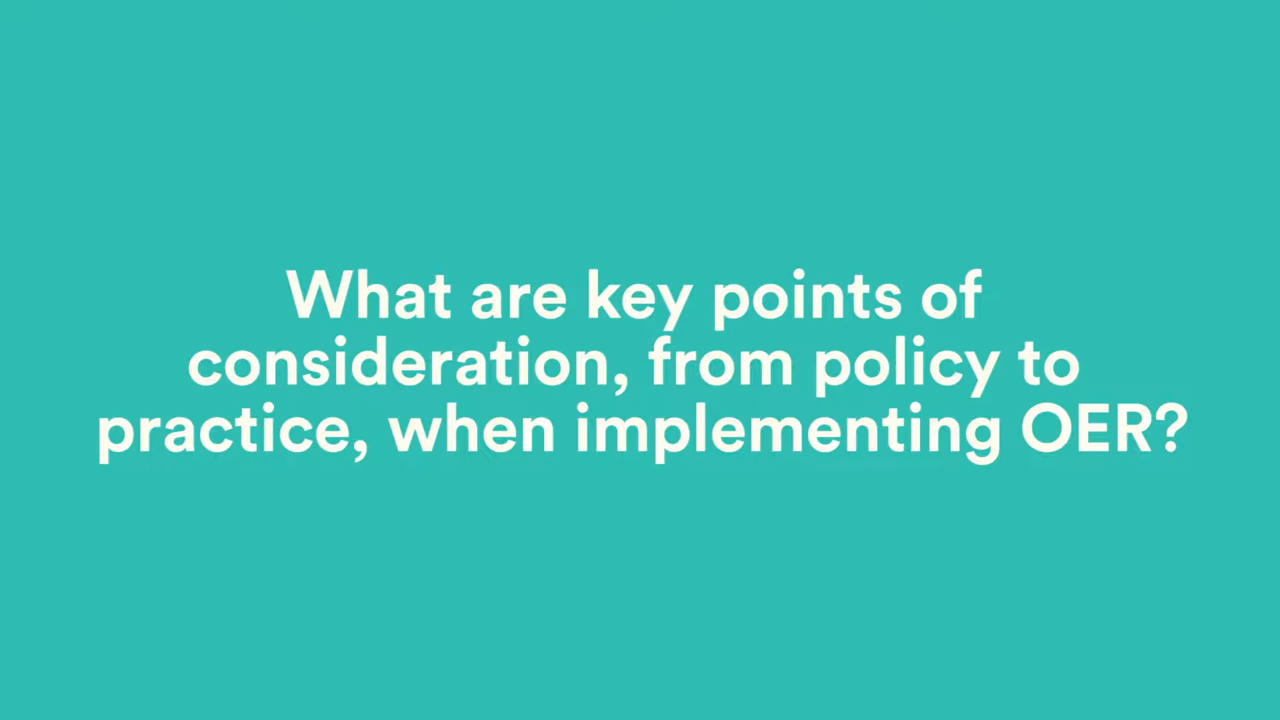 What are key points of
consideration, from policy to
practice, when implementing OER?